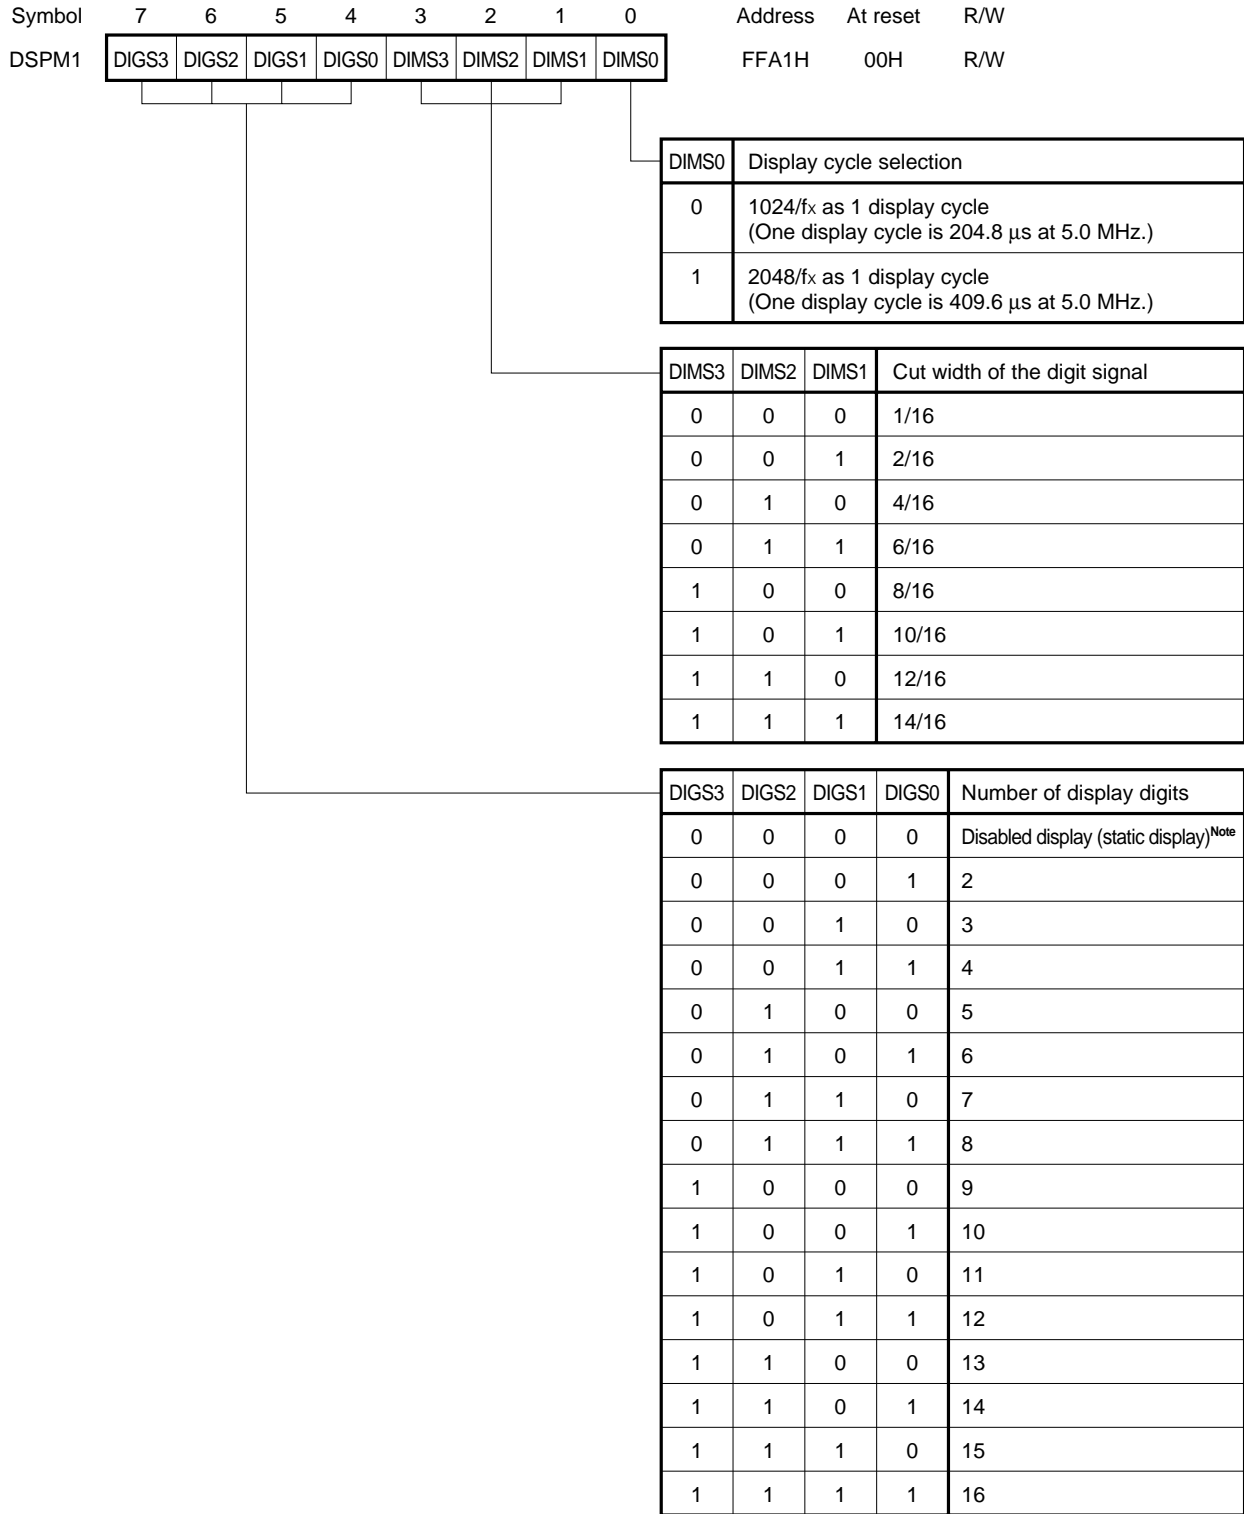 Symbol 7 6 5 4 3 2 1 0 Address At reset R/W
DSPM1 DIGS3 DIGS2 DIGS1 DIGS0 DIMS3 DIMS2 DIMS1 DIMS0 FFA1H 00H R/W
DIMS0 Display cycle selection
0 1024/fx as 1 display cycle
(One display cycle is 204.8 μs at 5.0 MHz.)
1 2048/fx as 1 display cycle
(One display cycle is 409.6 μs at 5.0 MHz.)
DIMS3 DIMS2 DIMS1 Cut width of the digit signal
0 0 0 1/16
0 0 1 2/16
0 1 0 4/16
0 1 1 6/16
1 0 0 8/16
1 0 1 10/16
1 1 0 12/16
1 1 1 14/16
DIGS3 DIGS2 DIGS1 DIGS0 Number of display digits
0 0 0 0 Disabled display (static display)Note
0 0 0 1 2
0 0 1 0 3
0 0 1 1 4
0 1 0 0 5
0 1 0 1 6
0 1 1 0 7
0 1 1 1 8
1 0 0 0 9
1 0 0 1 10
1 0 1 0 11
1 0 1 1 12
1 1 0 0 13
1 1 0 1 14
1 1 1 0 15
1 1 1 1 16